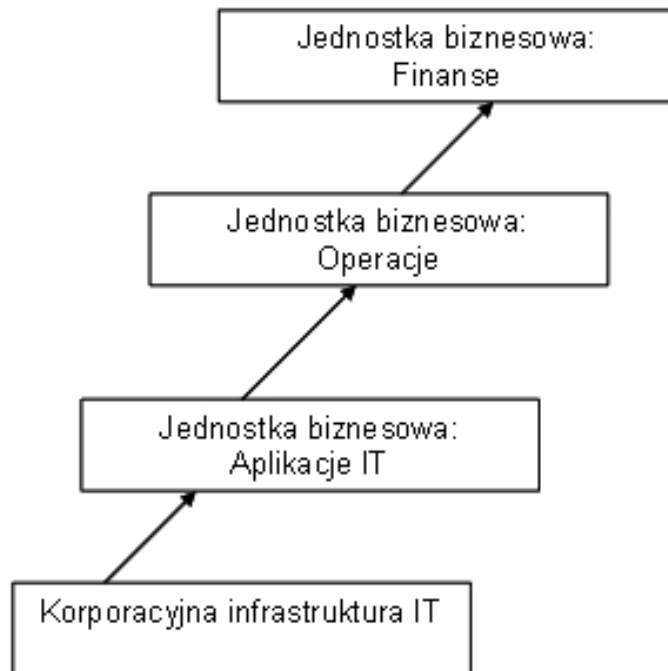 Jednostka biznesowa:
Finanse
Jednostka biznesowa:
Operacje
Jednostka biznesowa:
Aplikacje IT
Korporacyjna infrastruktura IT